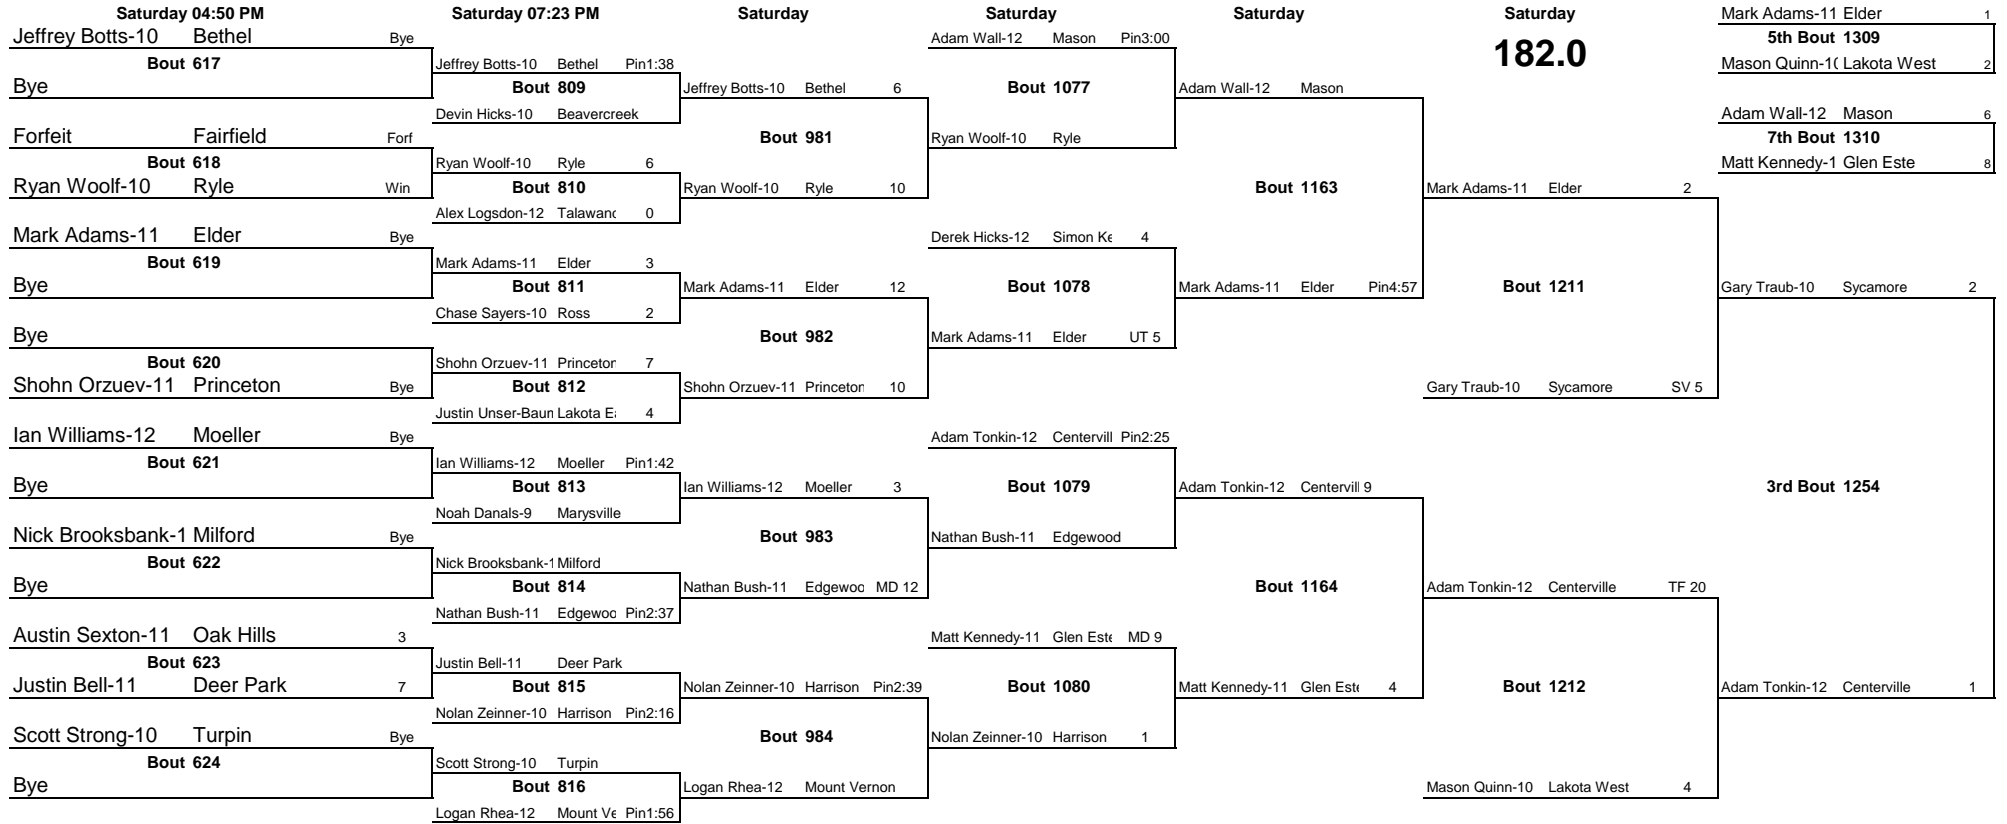 Saturday 04:50 PM Saturday 07:23 PM Saturday Saturday Saturday Saturday
182.0
Jeffrey Botts-10 Bethel Bye
Bout 617
Bye
Forfeit Fairfield Forf
Bout 618
Ryan Woolf-10 Ryle Win
Mark Adams-11 Elder Bye
Bout 619
Bye
Bye
Bout 620
Shohn Orzuev-11 Princeton Bye
Ian Williams-12 Moeller Bye
Bout 621
Bye
Nick Brooksbank-1 Milford Bye
Bout 622
Bye
Austin Sexton-11 Oak Hills 3
Bout 623
Justin Bell-11 Deer Park 7
Scott Strong-10 Turpin Bye
Bout 624
Bye
Jeffrey Botts-10 Bethel Pin1:38
Bout 809
Devin Hicks-10 Beavercreek
Ryan Woolf-10 Ryle 6
Bout 810
Alex Logsdon-12 Talawanc 0
Mark Adams-11 Elder 3
Bout 811
Chase Sayers-10 Ross 2
Shohn Orzuev-11 Princetor 7
Bout 812
Justin Unser-Baun Lakota E 4
Ian Williams-12 Moeller Pin1:42
Bout 813
Noah Danals-9 Marysville
Nick Brooksbank-1 Milford
Bout 814
Nathan Bush-11 Edgewoo Pin2:37
Justin Bell-11 Deer Park
Bout 815
Nolan Zeinner-10 Harrison Pin2:16
Scott Strong-10 Turpin
Bout 816
Logan Rhea-12 Mount Ve Pin1:56
Jeffrey Botts-10 Bethel 6
Bout 981
Ryan Woolf-10 Ryle 10
Mark Adams-11 Elder 12
Bout 982
Shohn Orzuev-11 Princeton 10
Ian Williams-12 Moeller 3
Bout 983
Nathan Bush-11 Edgewoo MD 12
Nolan Zeinner-10 Harrison Pin2:39
Bout 984
Logan Rhea-12 Mount Vernon
Adam Wall-12 Mason Pin3:00
Bout 1077
Ryan Woolf-10 Ryle
Derek Hicks-12 Simon Ke 4
Bout 1078
Mark Adams-11 Elder UT 5
Adam Tonkin-12 Centervill Pin2:25
Bout 1079
Nathan Bush-11 Edgewood
Matt Kennedy-11 Glen Este MD 9
Bout 1080
Nolan Zeinner-10 Harrison 1
Adam Wall-12 Mason
Bout 1163
Mark Adams-11 Elder Pin4:57
Adam Tonkin-12 Centervill 9
Bout 1164
Matt Kennedy-11 Glen Este 4
Mark Adams-11 Elder 2
Bout 1211
Gary Traub-10 Sycamore SV 5
Adam Tonkin-12 Centerville TF 20
Bout 1212
Mason Quinn-10 Lakota West 4
Mark Adams-11 Elder 1
5th Bout 1309
Mason Quinn-1( Lakota West 2
Adam Wall-12 Mason 6
7th Bout 1310
Matt Kennedy-1 Glen Este 8
Gary Traub-10 Sycamore 2
3rd Bout 1254
Adam Tonkin-12 Centerville 1